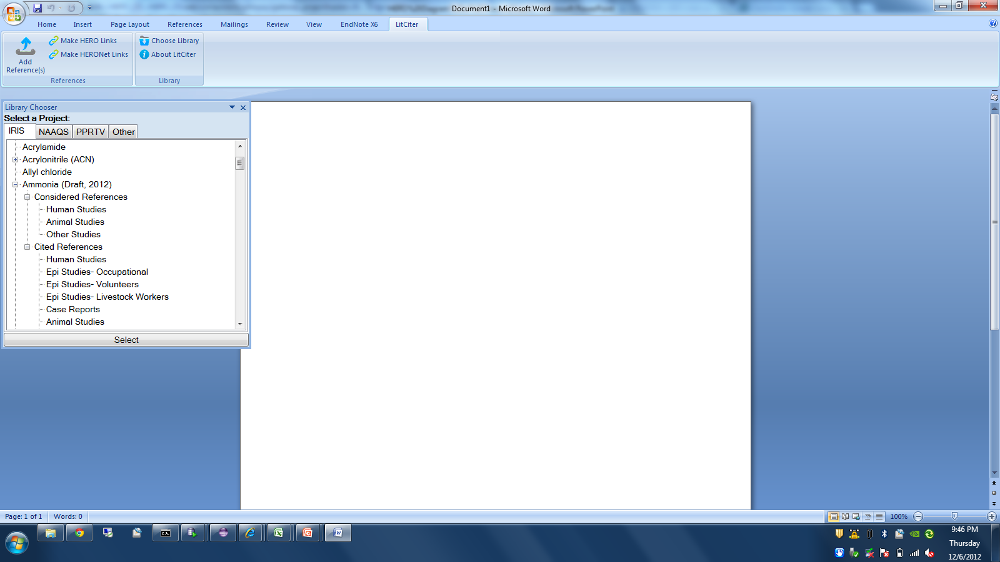 Document1 - Microsoft Word
Home Insert Page Layout References Mailings Review View EndNote X6 LitCiter
Make HERO Links
Choose Library
Make HERONet Links
About LitCiter
Add
Reference(s)
References
Library
Library Chooser
Select a Project:
IRIS NAAQS PPRTV Other
Acrylamide
Acrylonitrile (ACN)
Allyl chloride
Ammonia (Draft, 2012)
Considered References
Human Studies
Animal Studies
Other Studies
Cited References
Human Studies
Epi Studies- Occupational
Epi Studies- Volunteers
Epi Studies- Livestock Workers
Case Reports
Animal Studies
Select
Page: 1 of 1 Words: 0
100%
9:46 PM
Thursday
12/6/2012